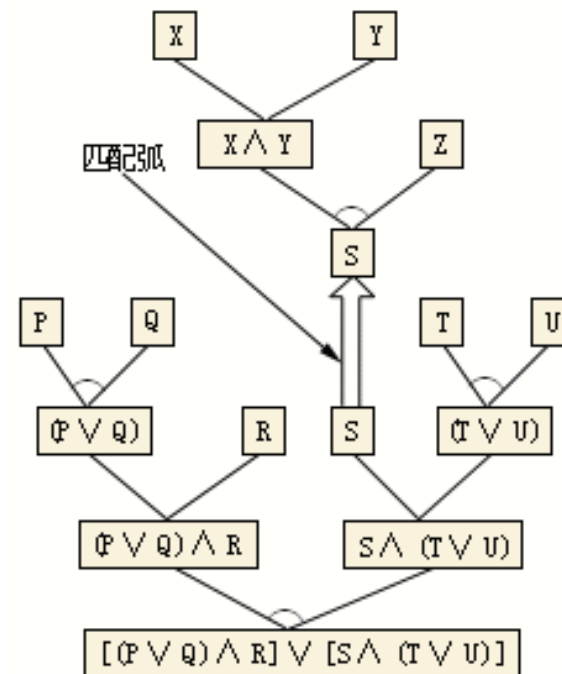 X Y
X∧Y Z
匹配弧
S
P Q T U
(P∨Q) R S (T∨U)
(P∨Q)∧R S∧(T∨U)
[(P∨Q)∧R]∨[S∧(T∨U)]